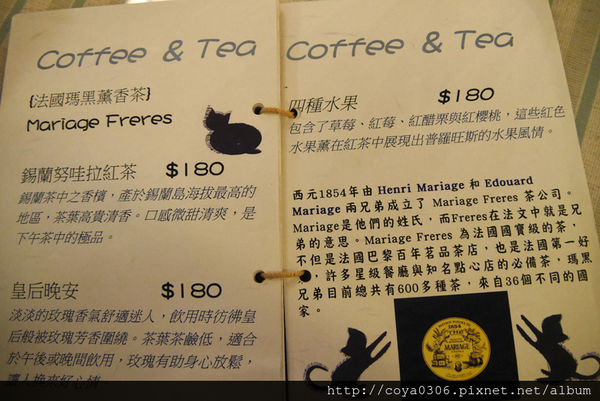 Coffee & Tea
{法國瑪黑薰香茶}
Mariage Freres
錫蘭努哇拉紅茶 $180
錫蘭茶中之香檳，產於錫蘭島海拔最高的
地區，茶葉高貴清香。口感微甜清爽，是
下午茶中的極品。
皇后晚安 $180
淡淡的玫瑰香氣舒適迷人，飲用時彷彿皇
后般被玫瑰芳香圍繞。茶葉茶鹼低，適合
於午後或晚間飲用，玫瑰有助身心放鬆，
讓人擁有好心情
Coffee & Tea
四種水果 $180
包含了草莓、紅莓、紅醋栗與紅櫻桃，這些紅色
水果薰在紅茶中展現出普羅旺斯的水果風情。
西元1854年由 Henri Mariage 和 Edouard
Mariage 兩兄弟成立了 Mariage Freres 茶公司。
Mariage是他們的姓氏，而Freres在法文中就是兄
弟的意思。Mariage Freres 為法國國寶級的茶，
不但是法國巴黎百年茗品茶店，也是法國第一好
，許多星級餐廳與知名點心店的必備茶，瑪黑
兄弟目前總共有600多種茶，來自36個不同的國
家。
1854
THE
MARIAGE
http://coya0306.pixnet.net/album